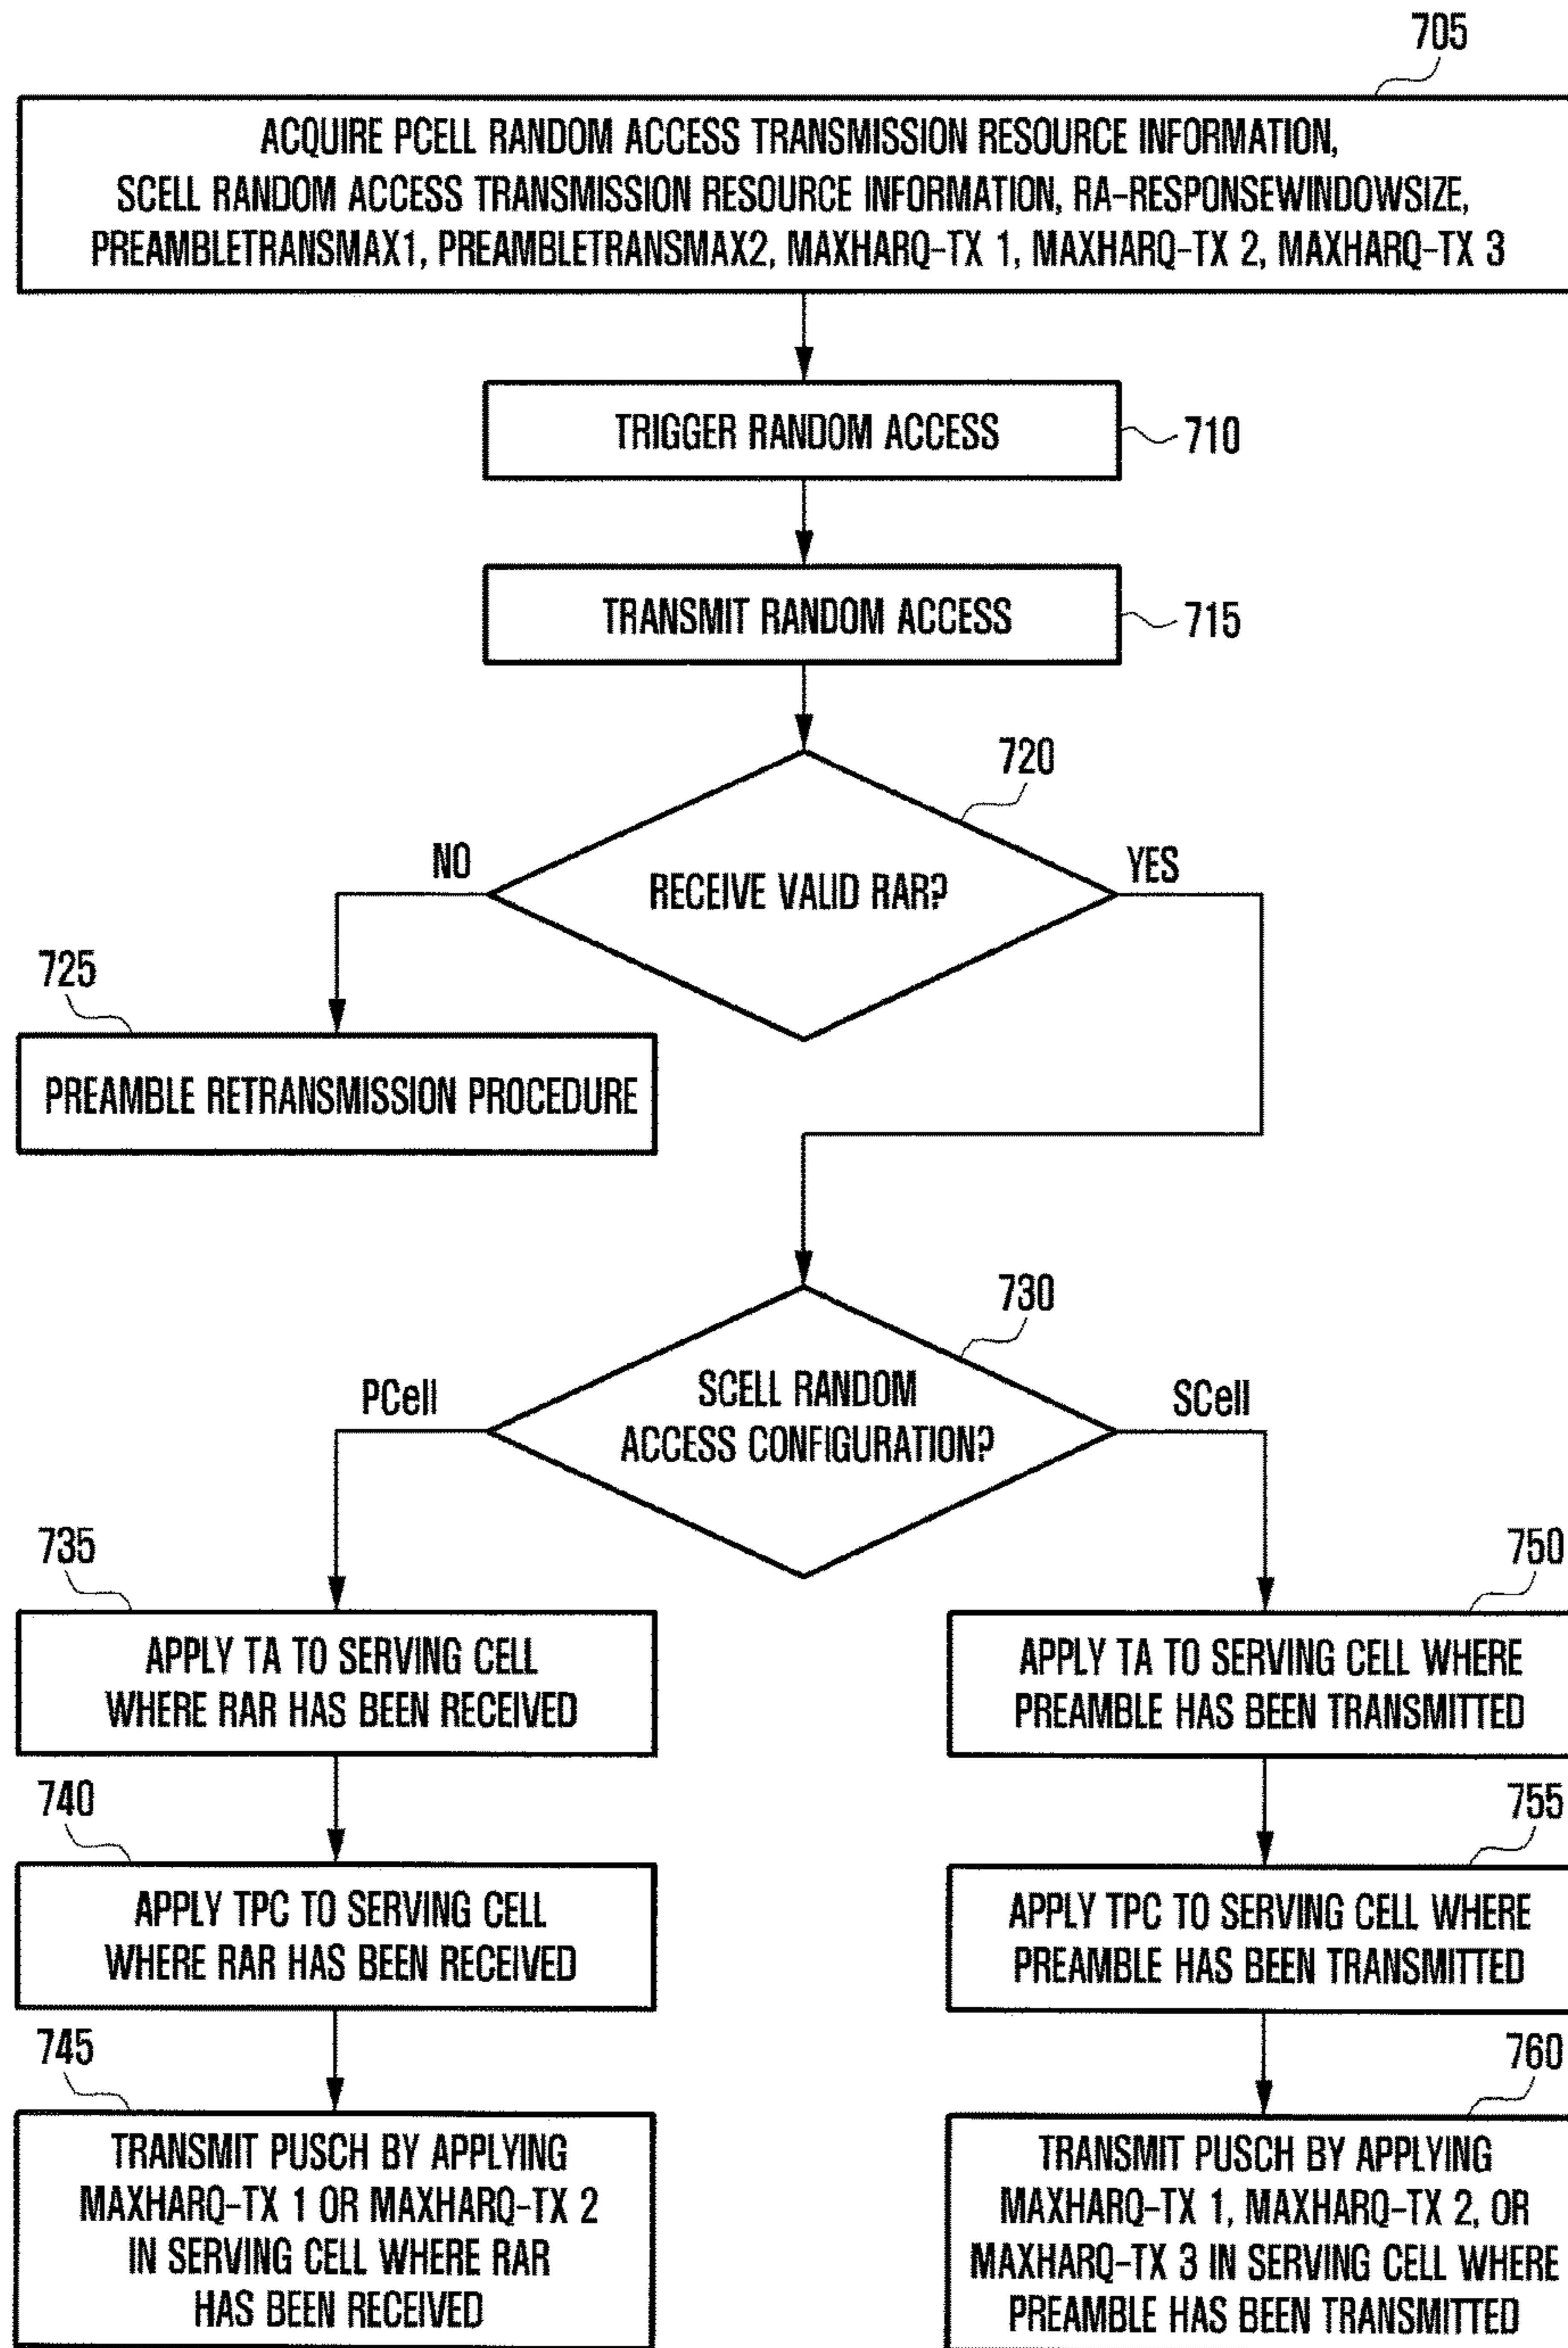 705
ACQUIRE PCELL RANDOM ACCESS TRANSMISSION RESOURCE INFORMATION,
SCELL RANDOM ACCESS TRANSMISSION RESOURCE INFORMATION, RA-RESPONSEWINDOWSIZE,
PREAMBLETRANSMAX1, PREAMBLETRANSMAX2, MAXHARQ-TX 1, MAXHARQ-TX 2, MAXHARQ-TX 3
TRIGGER RANDOM ACCESS
710
TRANSMIT RANDOM ACCESS
715
720
NO
YES
RECEIVE VALID RAR?
725
PREAMBLE RETRANSMISSION PROCEDURE
730
PCell
SCell
SCELL RANDOM
ACCESS CONFIGURATION?
735
APPLY TA TO SERVING CELL
WHERE RAR HAS BEEN RECEIVED
750
APPLY TA TO SERVING CELL WHERE
PREAMBLE HAS BEEN TRANSMITTED
740
APPLY TPC TO SERVING CELL
WHERE RAR HAS BEEN RECEIVED
755
APPLY TPC TO SERVING CELL WHERE
PREAMBLE HAS BEEN TRANSMITTED
745
TRANSMIT PUSCH BY APPLYING
MAXHARQ-TX 1 OR MAXHARQ-TX 2
IN SERVING CELL WHERE RAR
HAS BEEN RECEIVED
760
TRANSMIT PUSCH BY APPLYING
MAXHARQ-TX 1, MAXHARQ-TX 2, OR
MAXHARQ-TX 3 IN SERVING CELL WHERE
PREAMBLE HAS BEEN TRANSMITTED